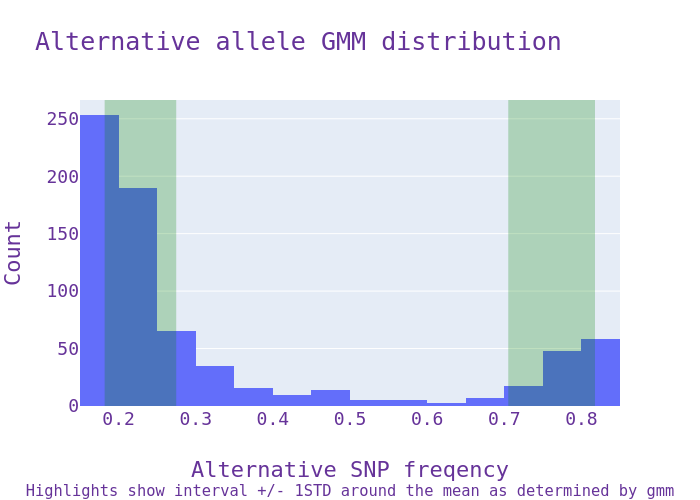 Alternative allele GMM distribution
Count
250
200
150
100
50
0
0.2 0.3 0.4 0.5 0.6 0.7 0.8
Alternative SNP freqency
Highlights show interval +/- 1STD around the mean as determined by gmm